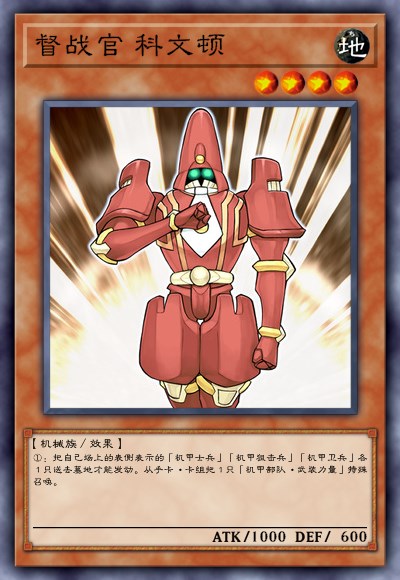 督战官 科文顿
地
【机械族／效果】
①：把自己场上的表侧表示的「机甲士兵」「机甲狙击兵」「机甲卫兵」各
1只送去墓地才能发动。从手卡·卡组把1只「机甲部队·武装力量」特殊
召唤。
ATK/1000 DEF/ 600